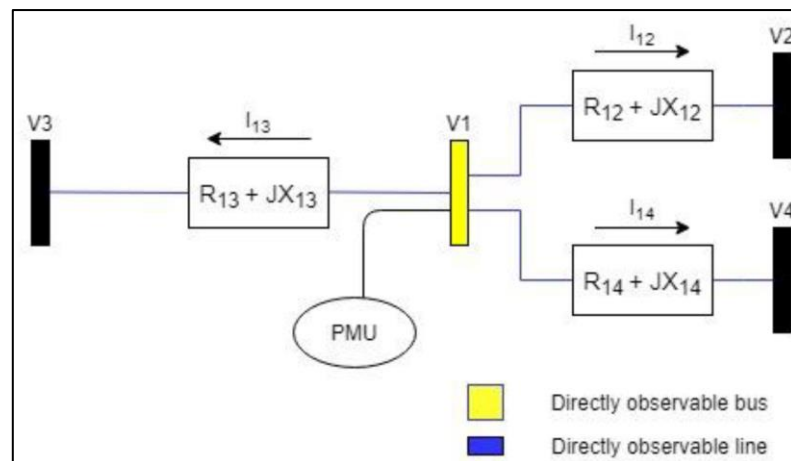 I12
V2
R12 + JX12
V3
I13
V1
R13 + JX13
I14
V4
R14 + JX14
PMU
Directly observable bus
Directly observable line